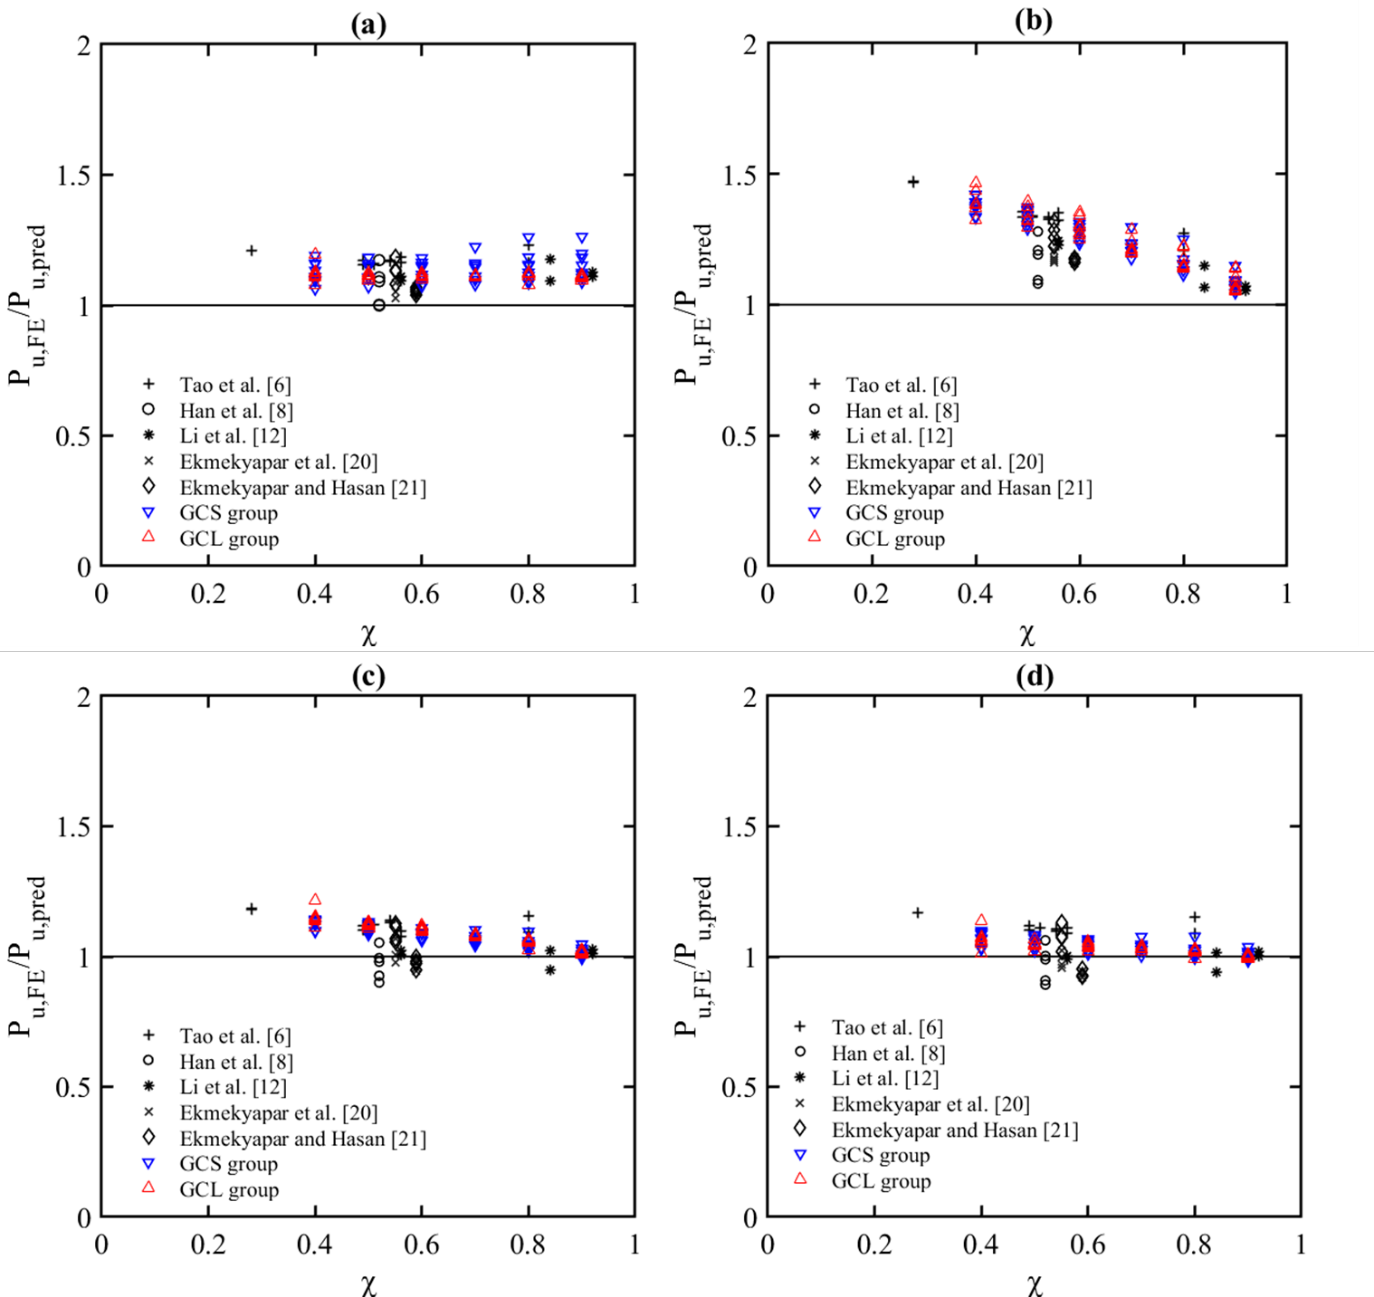 (a)
2
1.5
1
0.5
0
P u,FE/P u,pred
Tao et al. [6]
Han et al. [8]
Li et al. [12]
Ekmekyapar et al. [20]
Ekmekyapar and Hasan [21]
GCS group
GCL group
0 0.2 0.4 0.6 0.8 1
χ
(b)
2
1.5
1
0.5
0
P u,FE/P u,pred
Tao et al. [6]
Han et al. [8]
Li et al. [12]
Ekmekyapar et al. [20]
Ekmekyapar and Hasan [21]
GCS group
GCL group
0 0.2 0.4 0.6 0.8 1
χ
(c)
2
1.5
1
0.5
0
P u,FE/P u,pred
Tao et al. [6]
Han et al. [8]
Li et al. [12]
Ekmekyapar et al. [20]
Ekmekyapar and Hasan [21]
GCS group
GCL group
0 0.2 0.4 0.6 0.8 1
χ
(d)
2
1.5
1
0.5
0
P u,FE/P u,pred
Tao et al. [6]
Han et al. [8]
Li et al. [12]
Ekmekyapar et al. [20]
Ekmekyapar and Hasan [21]
GCS group
GCL group
0 0.2 0.4 0.6 0.8 1
χ